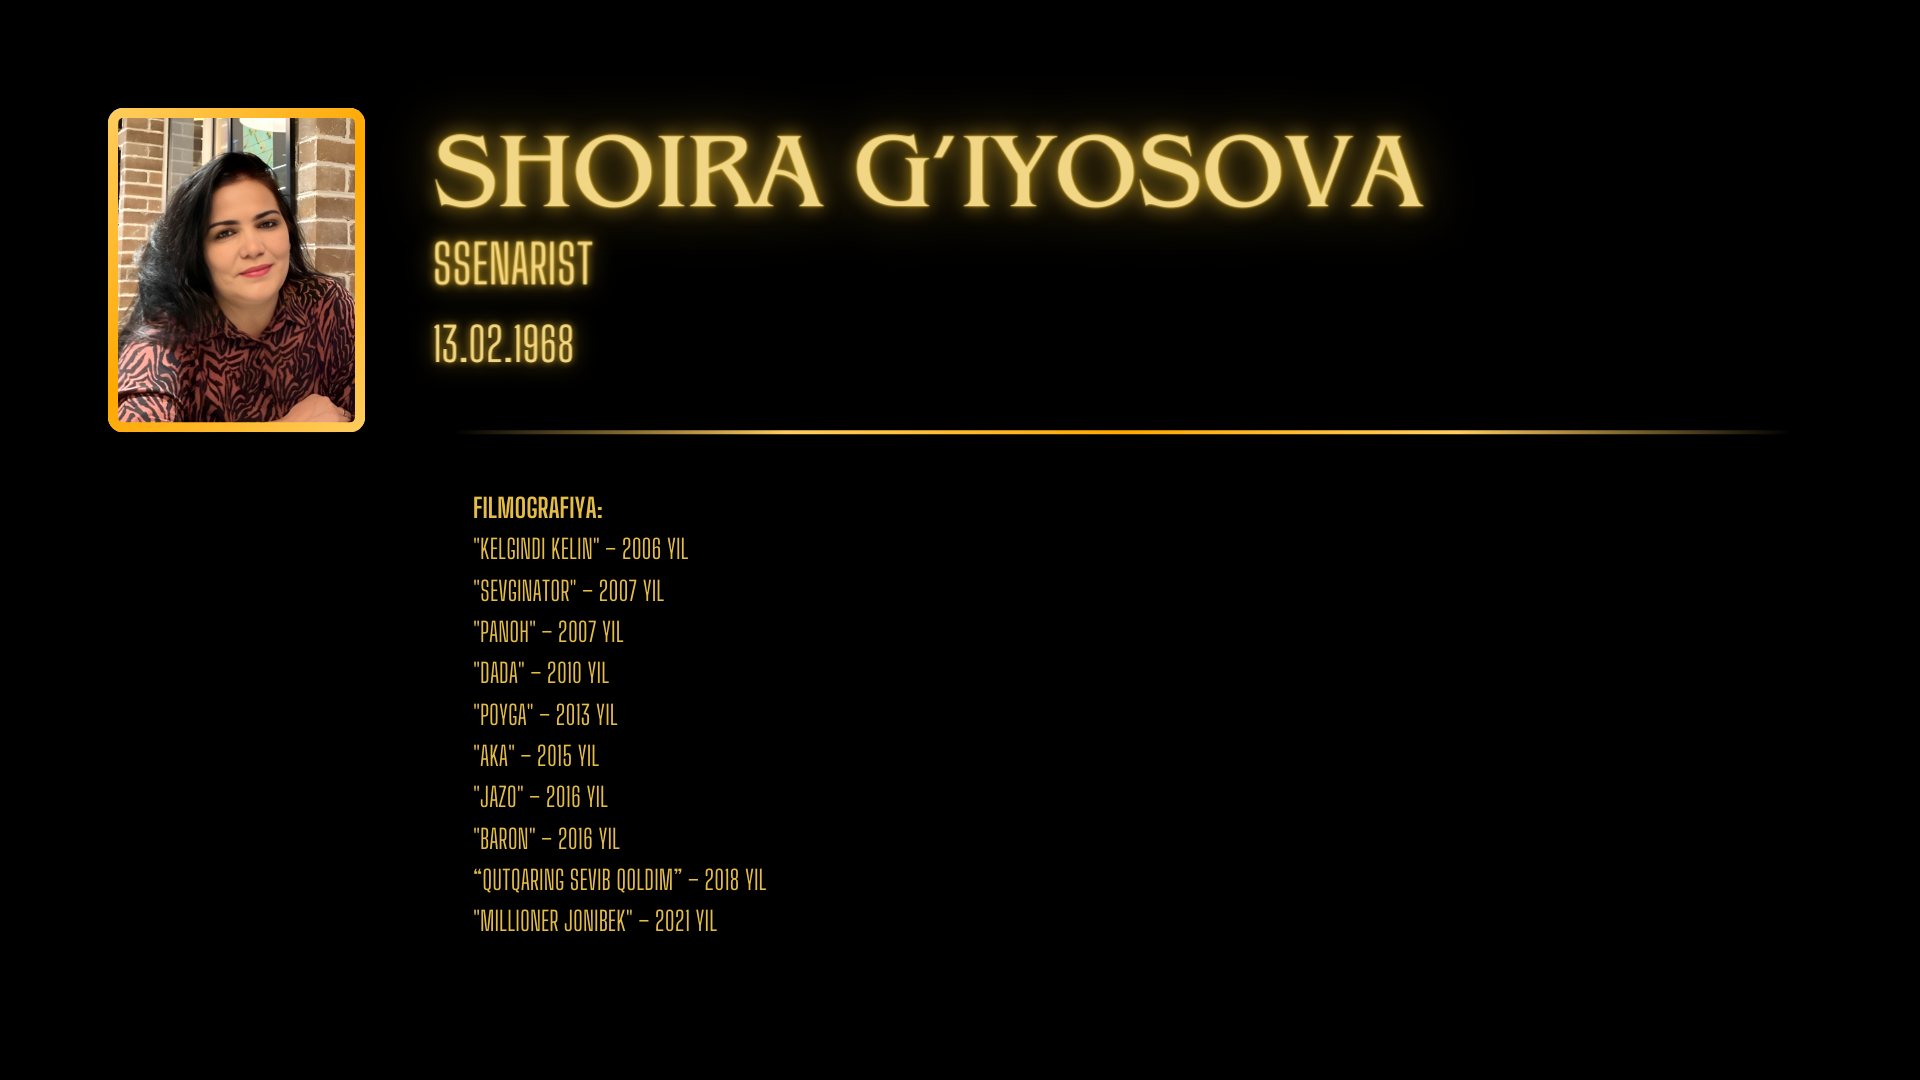 SHOIRA G'IYOSOVA
SSENARIST
13.02.1968
FILMOGRAFIYA:
"KELGINDI KELIN" – 2006 YIL
"SEVGINATOR" – 2007 YIL
"PANOH" – 2007 YIL
"DADA" – 2010 YIL
"POYGA" – 2013 YIL
"AKA" – 2015 YIL
"JAZO" – 2016 YIL
"BARON" – 2016 YIL
“QUTQARING SEVIB QOLDIM” – 2018 YIL
"MILLIONER JONIBEK" – 2021 YIL